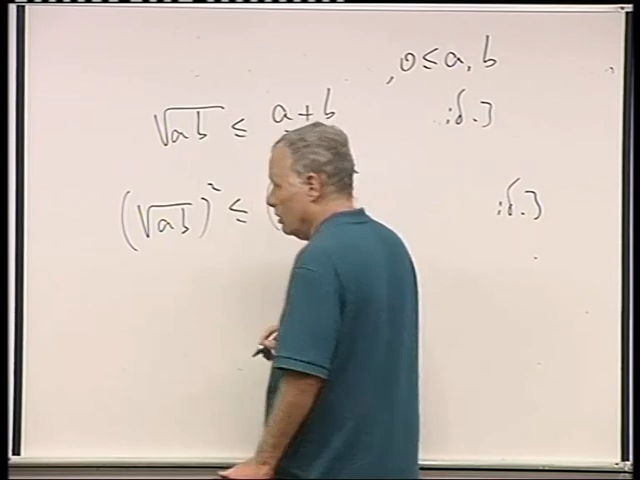 ,0≤a,b
צ.ל: √ab ≤ a+b
צ.ל: (√ab)² ≤ (